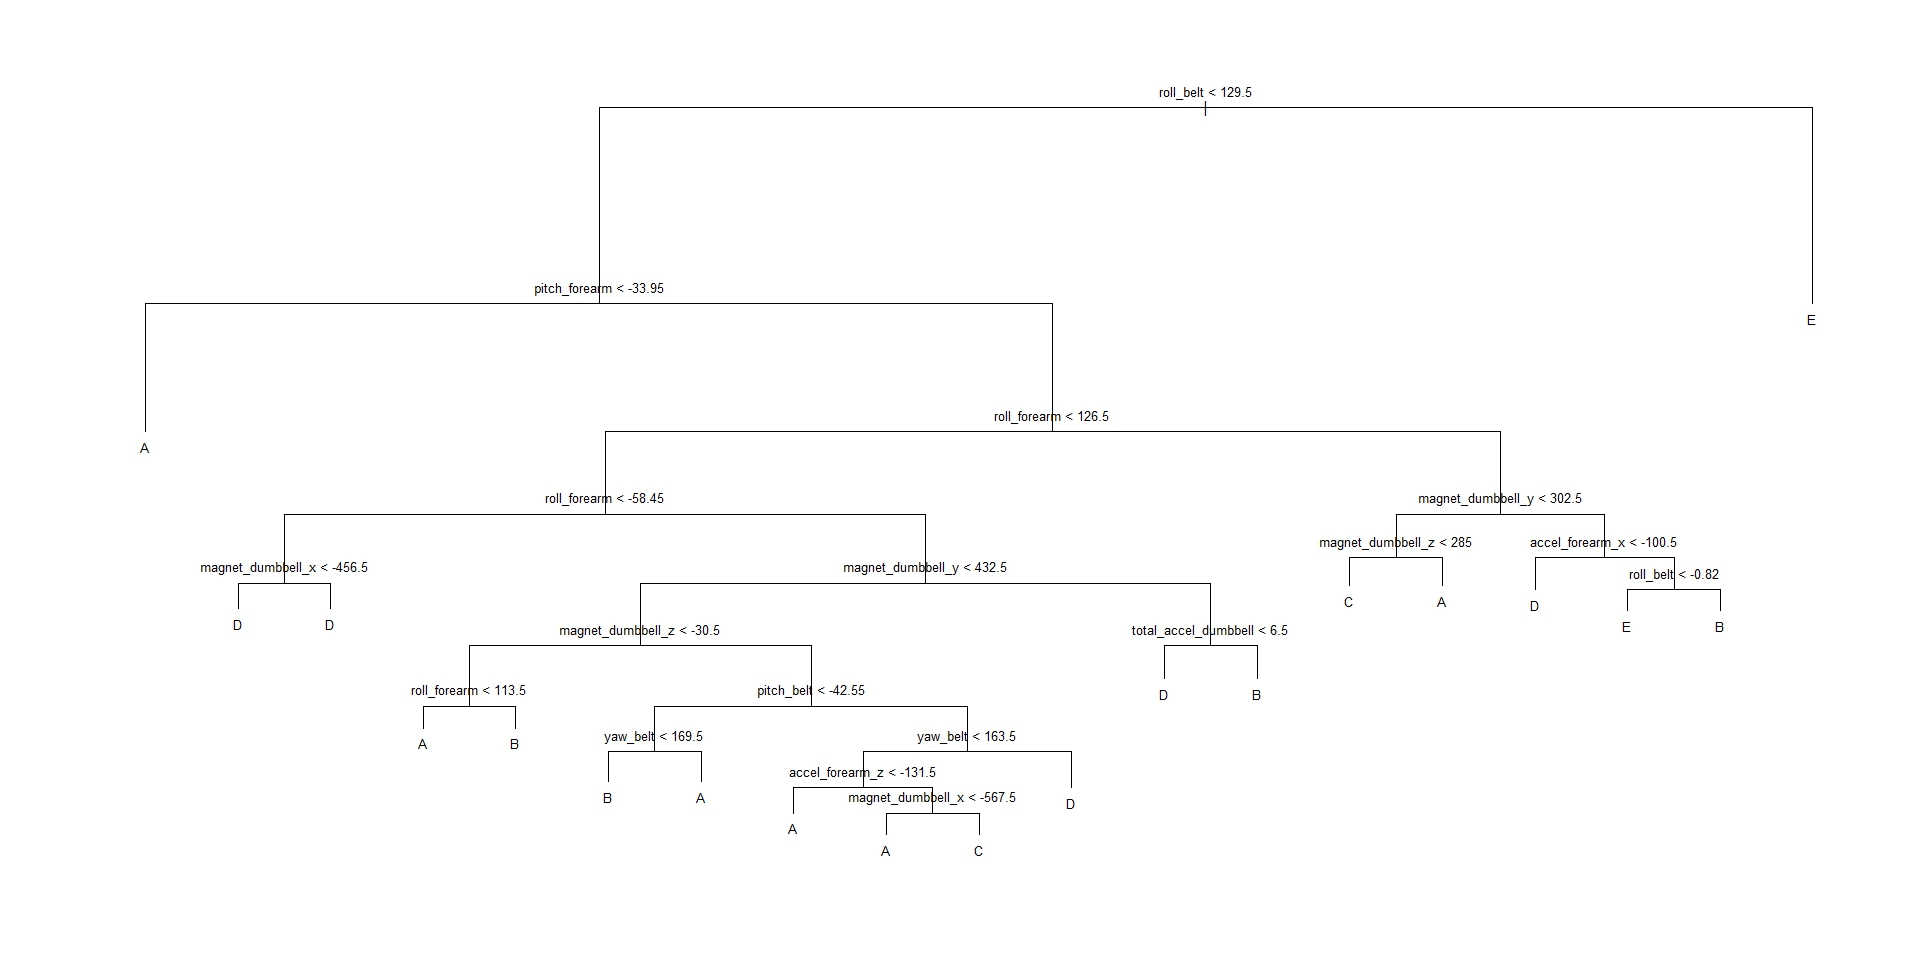 roll_belt < 129.5
pitch_forearm < -33.95
E
roll_forearm < 126.5
A
roll_forearm < -58.45
magnet_dumbbell_y < 302.5
magnet_dumbbell_z < 285
accel_forearm_x < -100.5
magnet_dumbbell_x < -456.5
magnet_dumbbell_y < 432.5
roll_belt < -0.82
C
A
D
D
D
E
B
magnet_dumbbell_z < -30.5
total_accel_dumbbell < 6.5
roll_forearm < 113.5
pitch_belt < -42.55
D
B
A
B
yaw_belt < 169.5
yaw_belt < 163.5
accel_forearm_z < -131.5
B
A
magnet_dumbbell_x < -567.5
D
A
A
C